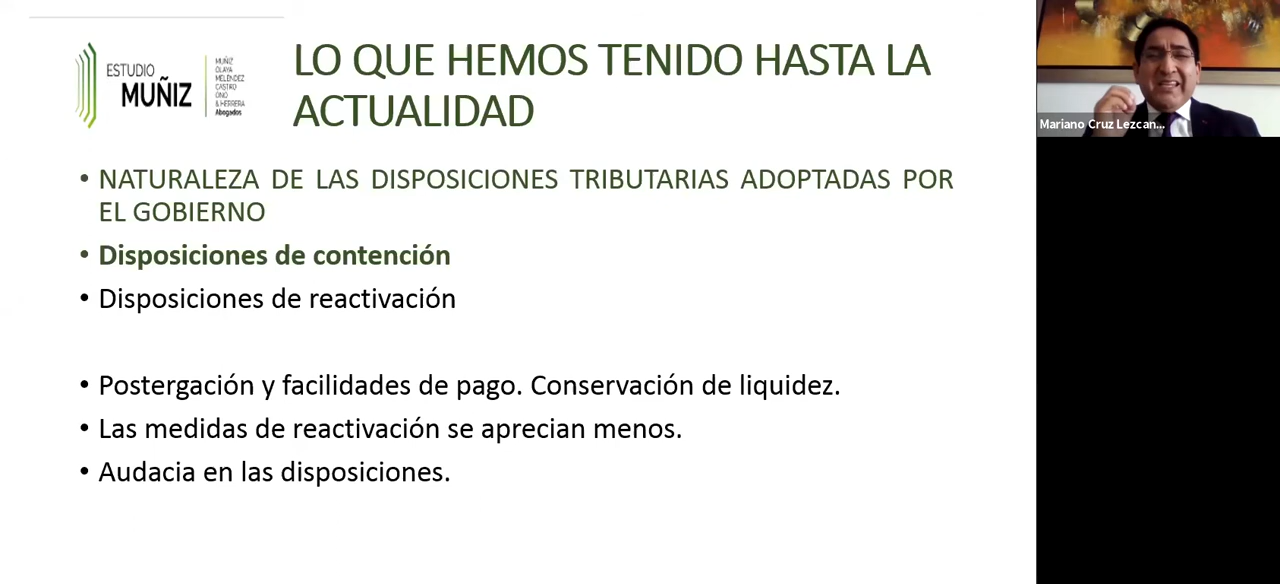 ESTUDIO
MUÑIZ
MUÑIZ
OLAYA
MELÉNDEZ
CASTRO
ONO
& HERRERA
Abogados
LO QUE HEMOS TENIDO HASTA LA
ACTUALIDAD
• NATURALEZA DE LAS DISPOSICIONES TRIBUTARIAS ADOPTADAS POR
EL GOBIERNO
• Disposiciones de contención
• Disposiciones de reactivación
• Postergación y facilidades de pago. Conservación de liquidez.
• Las medidas de reactivación se aprecian menos.
• Audacia en las disposiciones.
Mariano Cruz Lezcan...